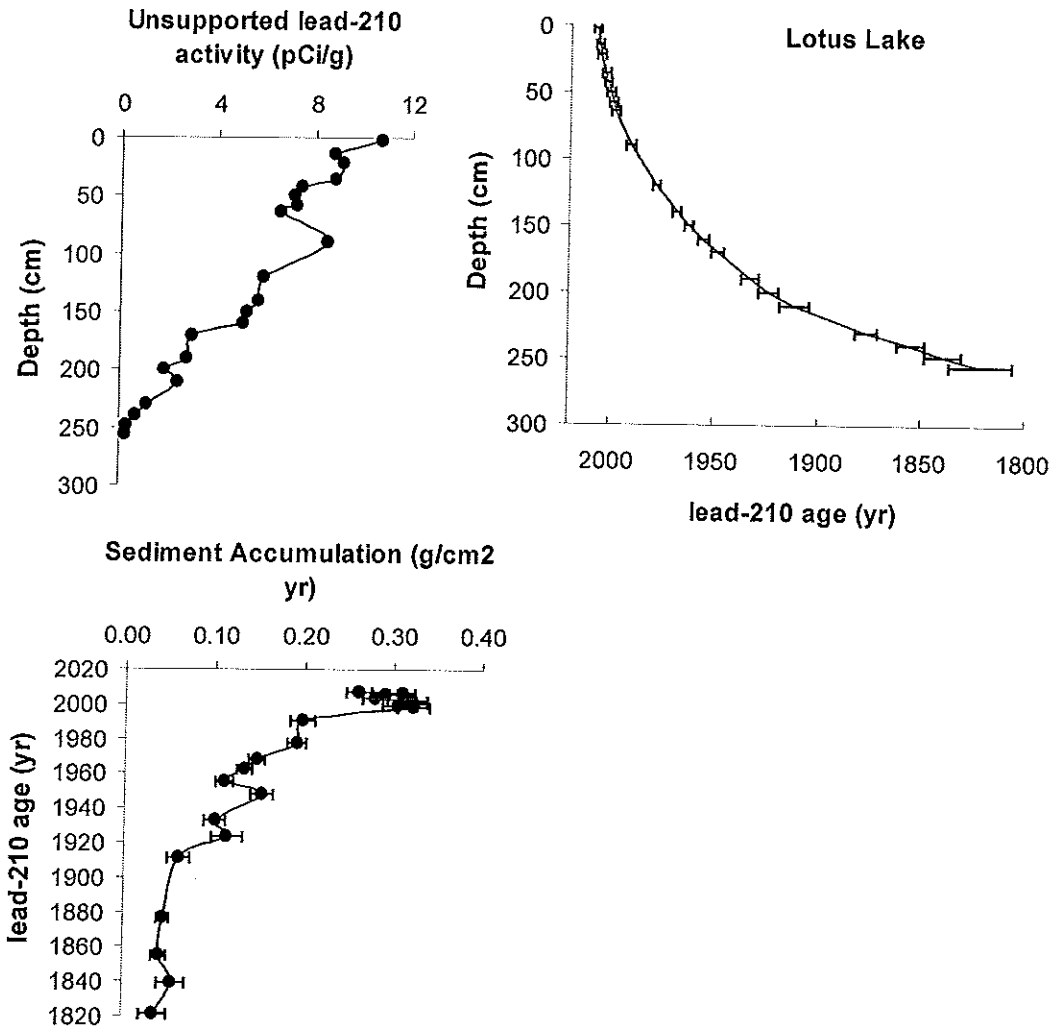 Unsupported lead-210
activity (pCi/g)
0 4 8 12
0
50
100
150
200
250
300
Depth (cm)
Lotus Lake
0
50
100
150
200
250
300
Depth (cm)
2000 1950 1900 1850 1800
lead-210 age (yr)
Sediment Accumulation (g/cm2
yr)
0.00 0.10 0.20 0.30 0.40
2020
2000
1980
1960
1940
1920
1900
1880
1860
1840
1820
lead-210 age (yr)